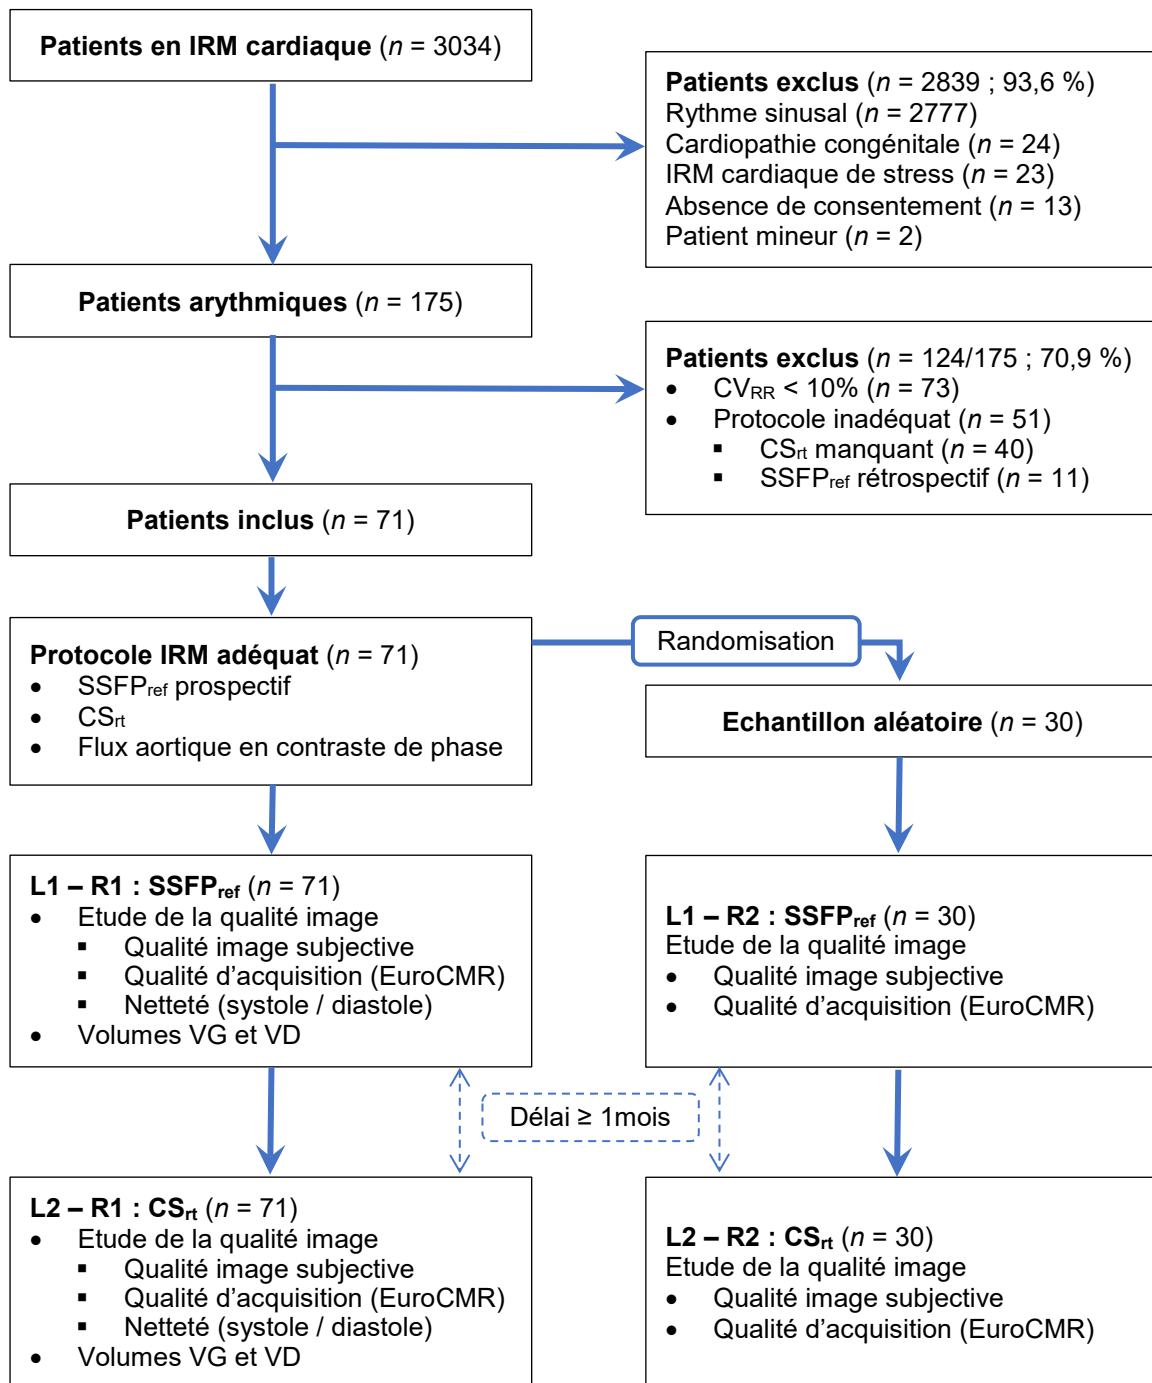 Patients en IRM cardiaque (n = 3034)
Patients exclus (n = 2839 ; 93,6 %)
Rythme sinusal (n = 2777)
Cardiopathie congénitale (n = 24)
IRM cardiaque de stress (n = 23)
Absence de consentement (n = 13)
Patient mineur (n = 2)
Patients arythmiques (n = 175)
Patients exclus (n = 124/175 ; 70,9 %)
• CVRR < 10% (n = 73)
• Protocole inadéquat (n = 51)
▪ CSrt manquant (n = 40)
▪ SSFPref rétrospectif (n = 11)
Patients inclus (n = 71)
Protocole IRM adéquat (n = 71)
• SSFPref prospectif
• CSrt
• Flux aortique en contraste de phase
Randomisation
Echantillon aléatoire (n = 30)
L1 – R1 : SSFPref (n = 71)
• Etude de la qualité image
▪ Qualité image subjective
▪ Qualité d'acquisition (EuroCMR)
▪ Netteté (systole / diastole)
• Volumes VG et VD
L1 – R2 : SSFPref (n = 30)
Etude de la qualité image
• Qualité image subjective
• Qualité d'acquisition (EuroCMR)
Délai ≥ 1mois
L2 – R1 : CSrt (n = 71)
• Etude de la qualité image
▪ Qualité image subjective
▪ Qualité d'acquisition (EuroCMR)
▪ Netteté (systole / diastole)
• Volumes VG et VD
L2 – R2 : CSrt (n = 30)
Etude de la qualité image
• Qualité image subjective
• Qualité d'acquisition (EuroCMR)